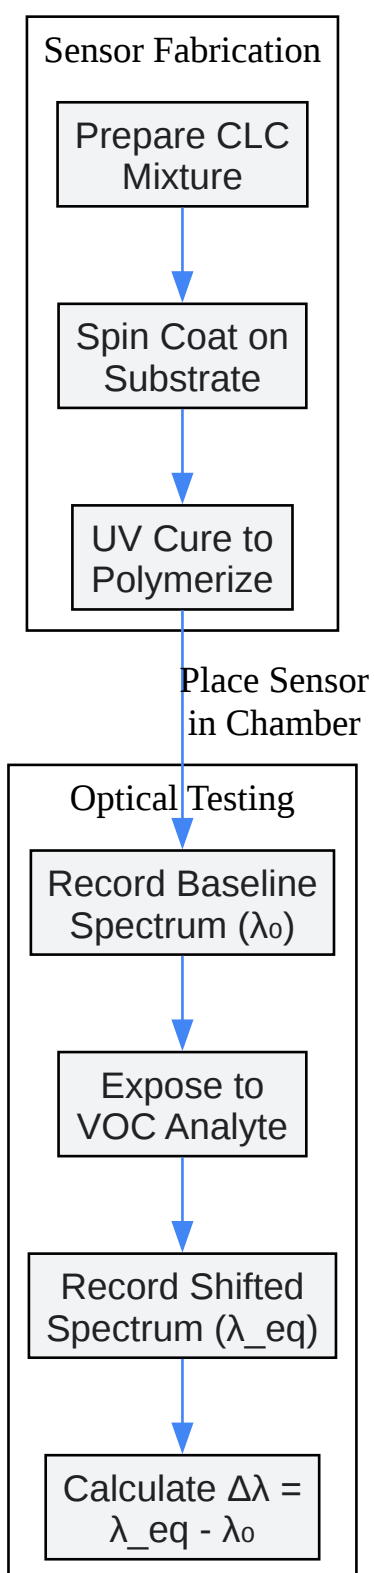 Sensor Fabrication
Prepare CLC
Mixture
Spin Coat on
Substrate
UV Cure to
Polymerize
Place Sensor
in Chamber
Optical Testing
Record Baseline
Spectrum (λ₀)
Expose to
VOC Analyte
Record Shifted
Spectrum (λ_eq)
Calculate Δλ =
λ_eq - λ₀